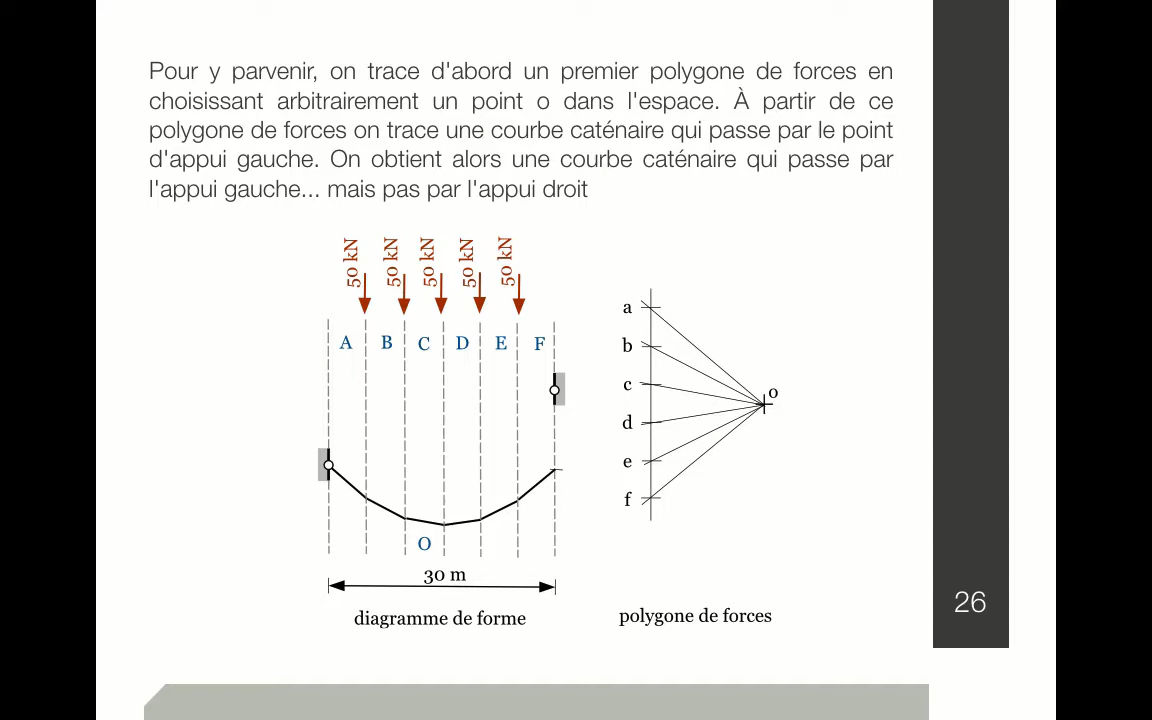 Pour y parvenir, on trace d'abord un premier polygone de forces en
choisissant arbitrairement un point o dans l'espace. À partir de ce
polygone de forces on trace une courbe caténaire qui passe par le point
d'appui gauche. On obtient alors une courbe caténaire qui passe par
l'appui gauche... mais pas par l'appui droit
50 kN
50 kN
50 kN
50 kN
50 kN
A
B
C
D
E
F
O
30 m
diagramme de forme
a
b
c
d
e
f
o
polygone de forces
26